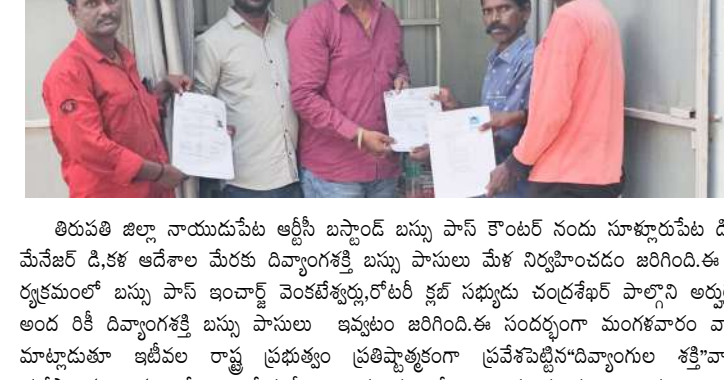 తిరుపతి జిల్లా నాయుడుపేట ఆర్టీసీ బస్టాండ్ బస్సు పాస్ కౌంటర్ నందు సూళ్లూరుపేట
మేనేజర్ డి,కళ ఆదేశాల మేరకు దివ్యాంగశక్తి బస్సు పాసులు మేళ నిర్వహించడం జరిగింది.ఈ
ర్యక్రమంలో బస్సు పాస్ ఇంచార్జ్ వెంకటేశ్వర్లు,రోటరీ క్లబ్ సభ్యుడు చంద్రశేఖర్ పాల్గొని
అంద రికీ దివ్యాంగశక్తి బస్సు పాసులు ఇవ్వటం జరిగింది.ఈ సందర్భంగా మంగళవారం
మాట్లాడుతూ ఇటీవల రాష్ట్ర ప్రభుత్వం ప్రతిష్టాత్మకంగా ప్రవేశపెట్టిన“దివ్యాంగుల శక్తి”